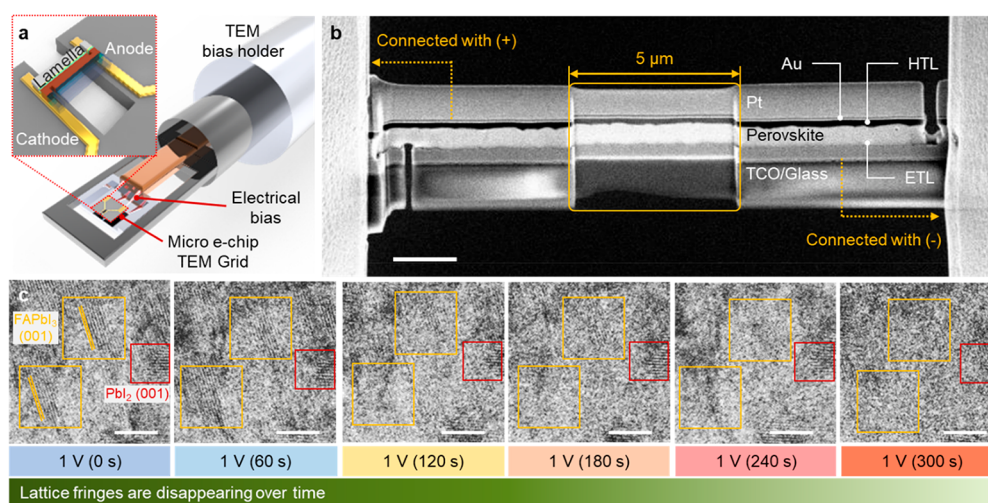 a
Lamella
Anode
Cathode
TEM
bias holder
Electrical
bias
Micro e-chip
TEM Grid
b
Connected with (+)
5 μm
Au
HTL
Pt
Perovskite
TCO/Glass
ETL
Connected with (-)
c
FAPbI₃
(001)
PbI₂ (001)
1 V (0 s)
1 V (60 s)
1 V (120 s)
1 V (180 s)
1 V (240 s)
1 V (300 s)
Lattice fringes are disappearing over time